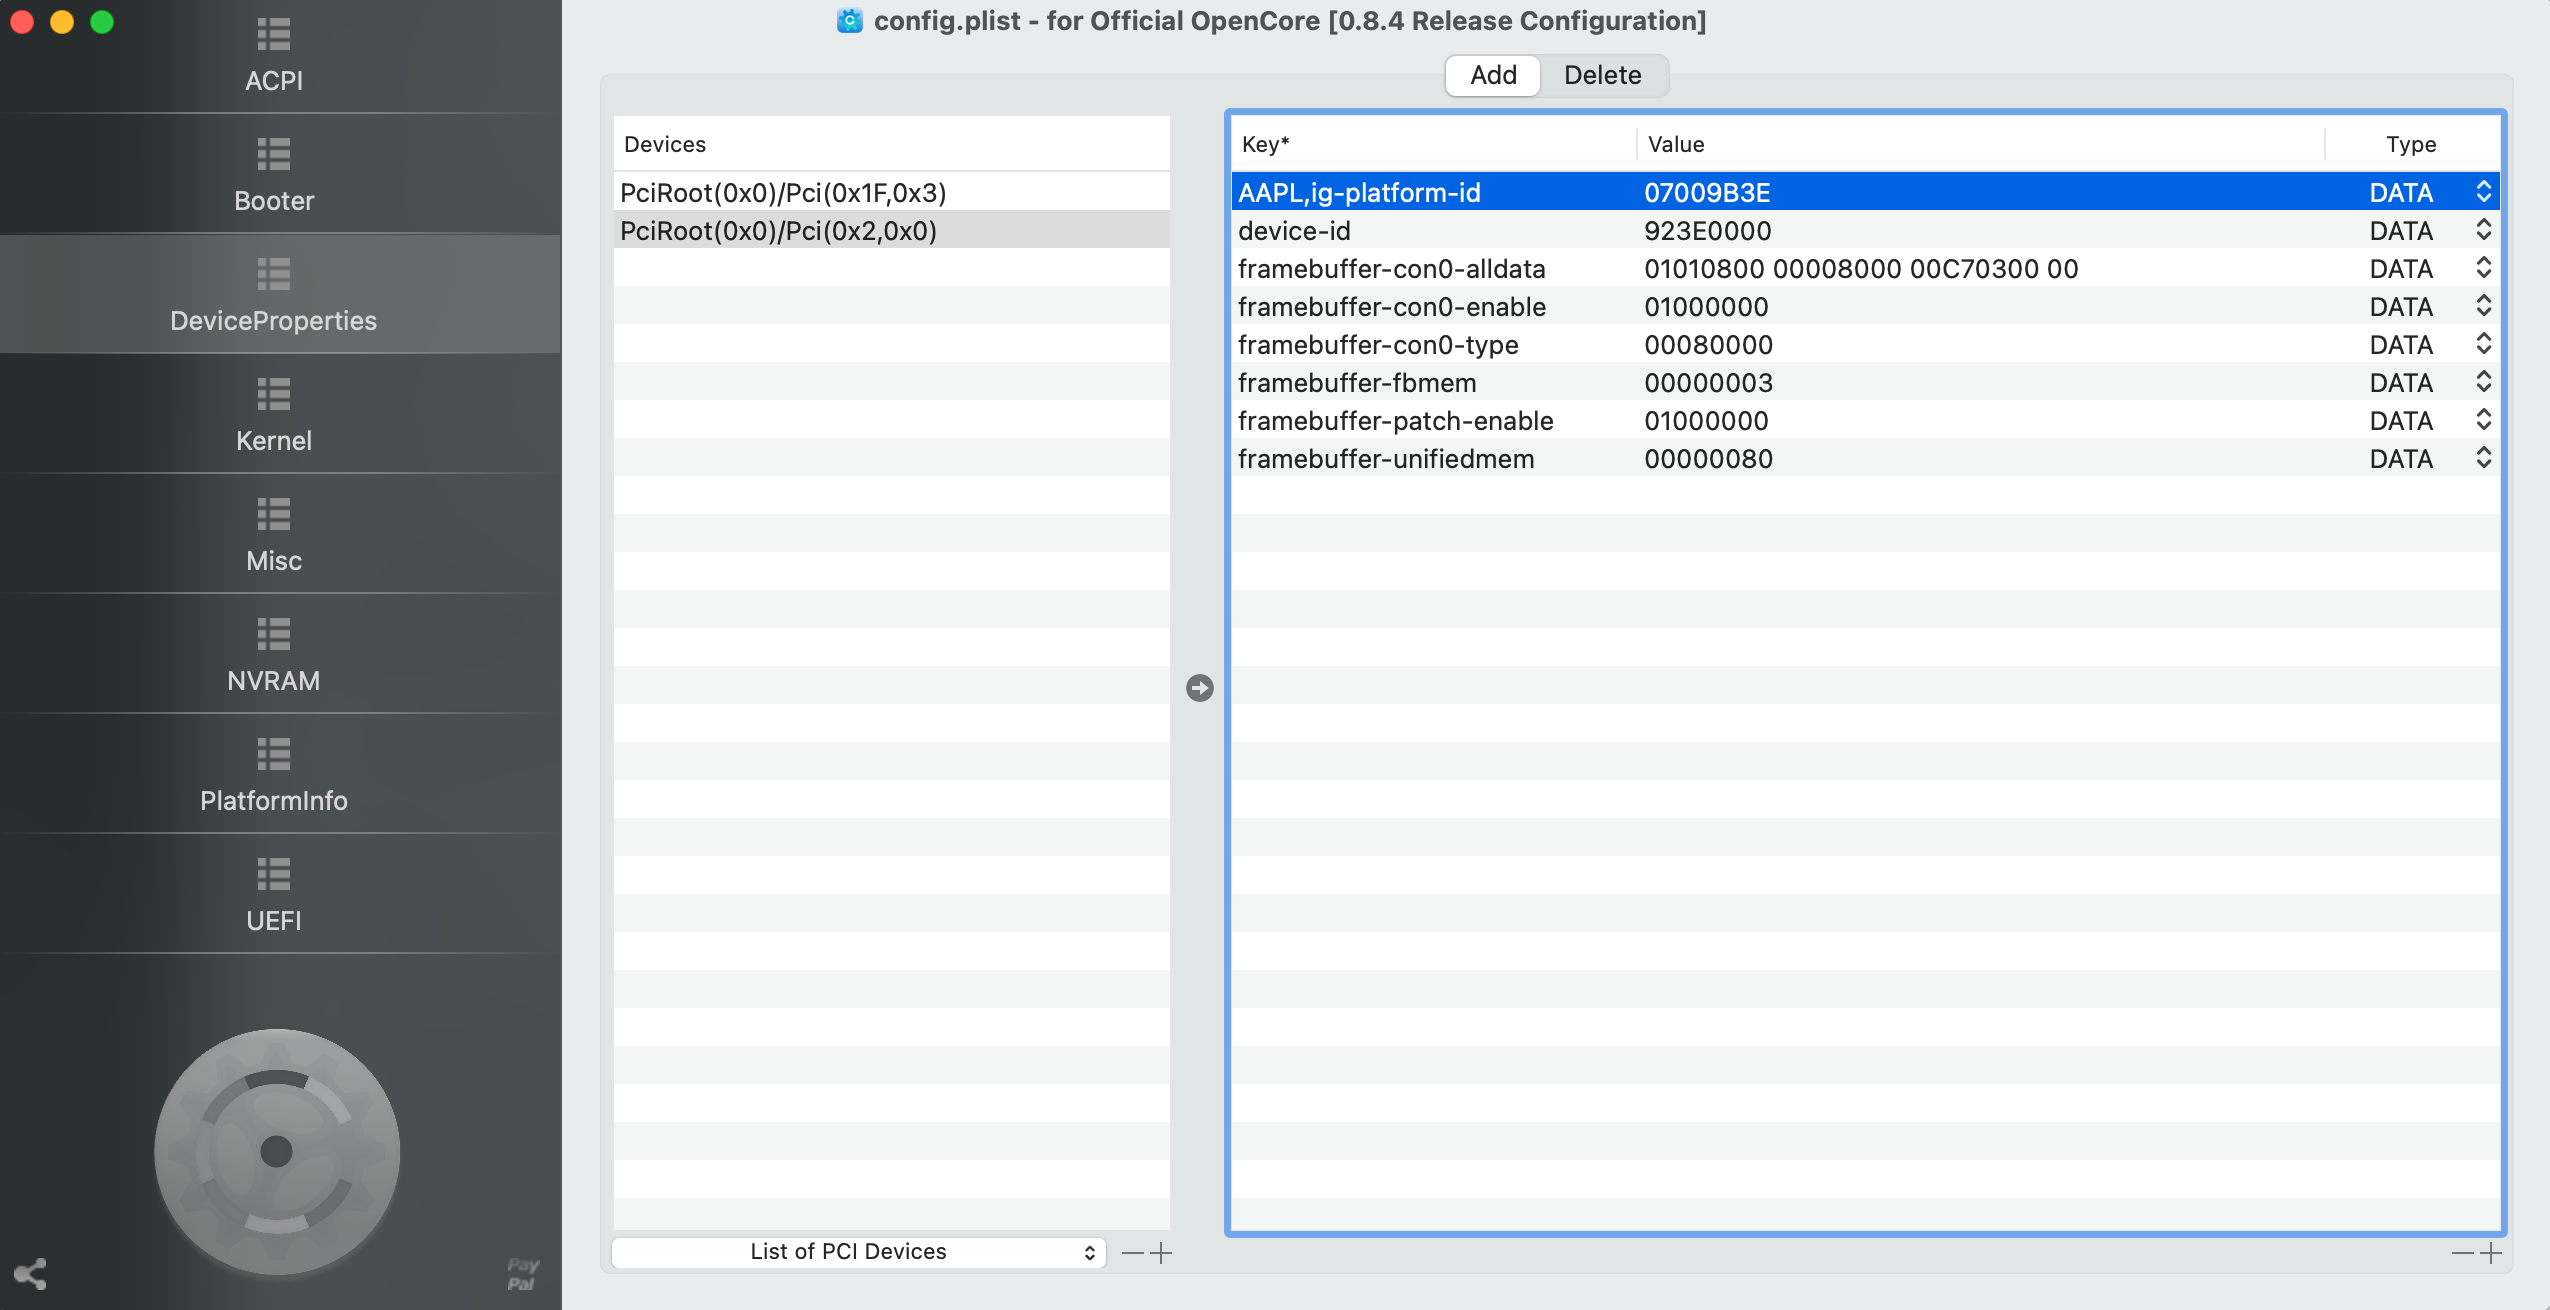 config.plist - for Official OpenCore [0.8.4 Release Configuration]
ACPI
Booter
DeviceProperties
Kernel
Misc
NVRAM
PlatformInfo
UEFI
Pay
Pal
Add Delete
Devices
PciRoot(0x0)/Pci(0x1F,0x3)
PciRoot(0x0)/Pci(0x2,0x0)
List of PCI Devices
Key* Value Type
AAPL,ig-platform-id 07009B3E DATA
device-id 923E0000 DATA
framebuffer-con0-alldata 01010800 00008000 00C70300 00 DATA
framebuffer-con0-enable 01000000 DATA
framebuffer-con0-type 00080000 DATA
framebuffer-fbmem 00000003 DATA
framebuffer-patch-enable 01000000 DATA
framebuffer-unifiedmem 00000080 DATA